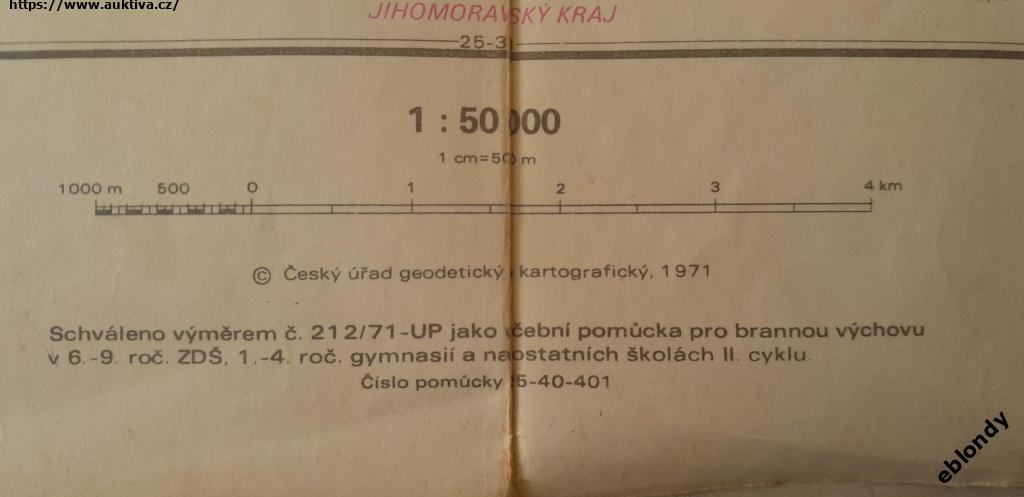 https://www.auktiva.cz/
JIHOMORAVSKÝ KRAJ
25-3
1 : 50 000
1 cm=50 m
1000 m 500 0 1 2 3 4 km
© Český úřad geodetický kartografický, 1971
Schváleno výměrem č. 212/71-UP jako učební pomůcka pro brannou výchovu
v 6.-9. roč. ZDŠ, 1.-4. roč. gymnasií a na ostatních školách II. cyklu.
Číslo pomůcky 5-40-401
eblondy